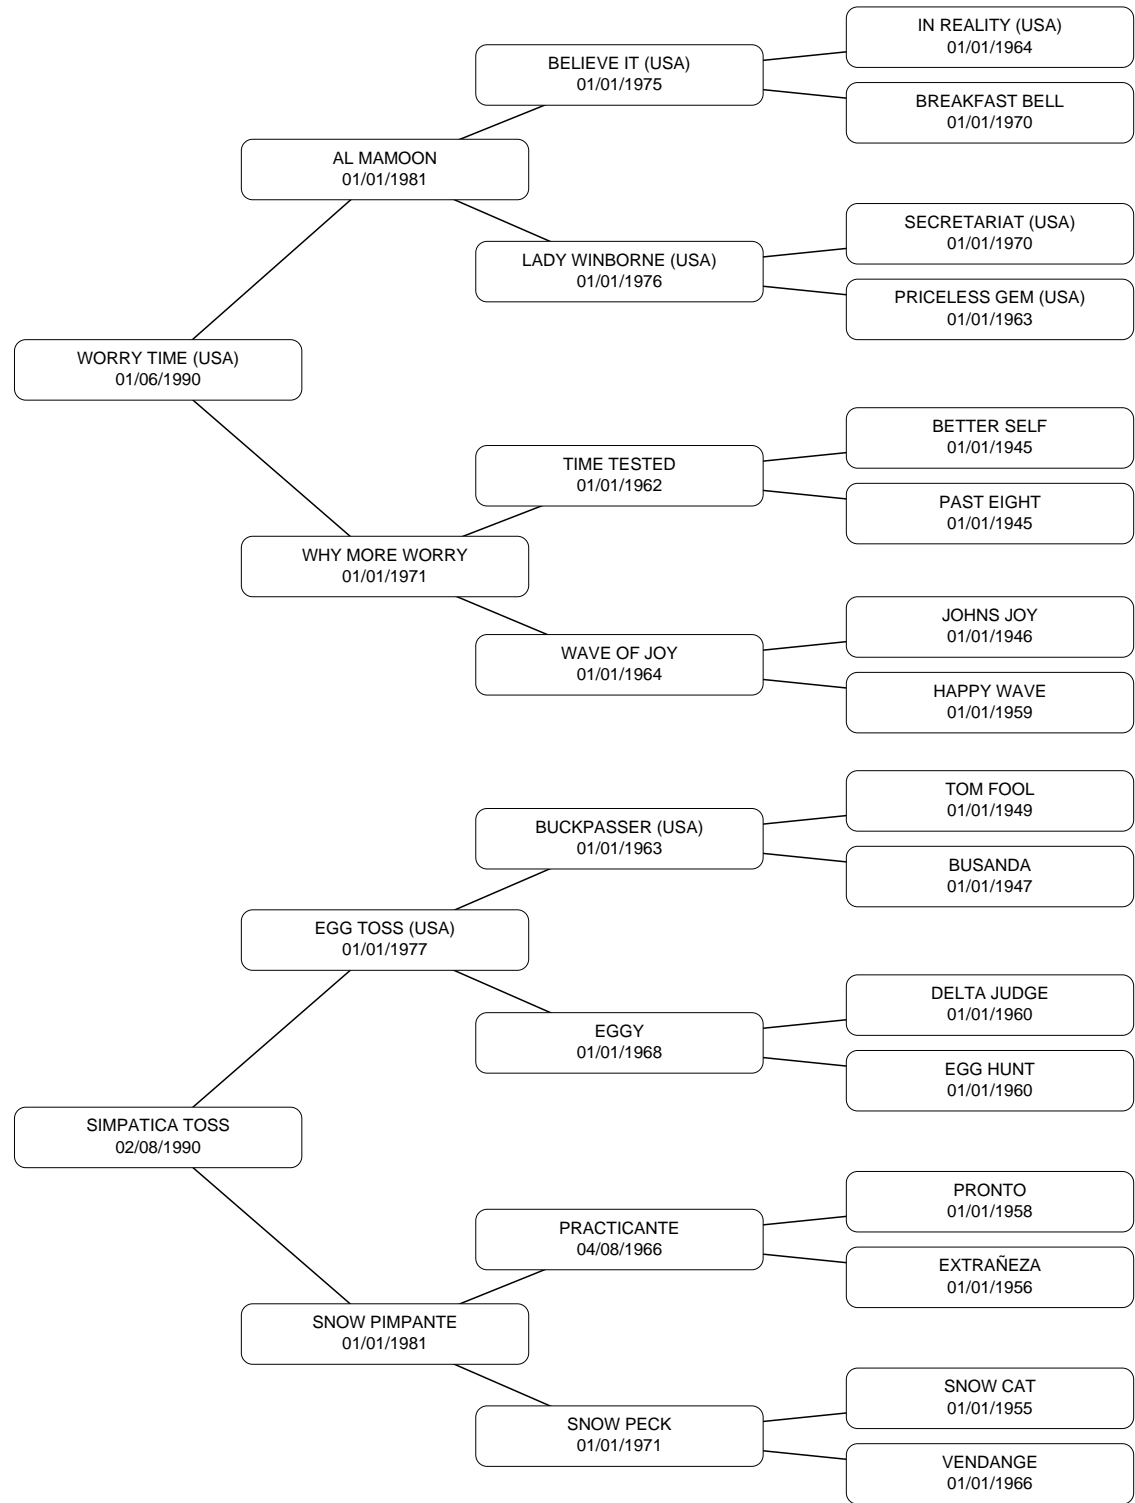 IN REALITY (USA)
01/01/1964
BELIEVE IT (USA)
01/01/1975
BREAKFAST BELL
01/01/1970
AL MAMOON
01/01/1981
SECRETARIAT (USA)
01/01/1970
LADY WINBORNE (USA)
01/01/1976
PRICELESS GEM (USA)
01/01/1963
WORRY TIME (USA)
01/06/1990
BETTER SELF
01/01/1945
TIME TESTED
01/01/1962
PAST EIGHT
01/01/1945
WHY MORE WORRY
01/01/1971
JOHNS JOY
01/01/1946
WAVE OF JOY
01/01/1964
HAPPY WAVE
01/01/1959
TOM FOOL
01/01/1949
BUCKPASSER (USA)
01/01/1963
BUSANDA
01/01/1947
EGG TOSS (USA)
01/01/1977
DELTA JUDGE
01/01/1960
EGGY
01/01/1968
EGG HUNT
01/01/1960
SIMPATICA TOSS
02/08/1990
PRONTO
01/01/1958
PRACTICANTE
04/08/1966
EXTRAÑEZA
01/01/1956
SNOW PIMPANTE
01/01/1981
SNOW CAT
01/01/1955
SNOW PECK
01/01/1971
VENDANGE
01/01/1966